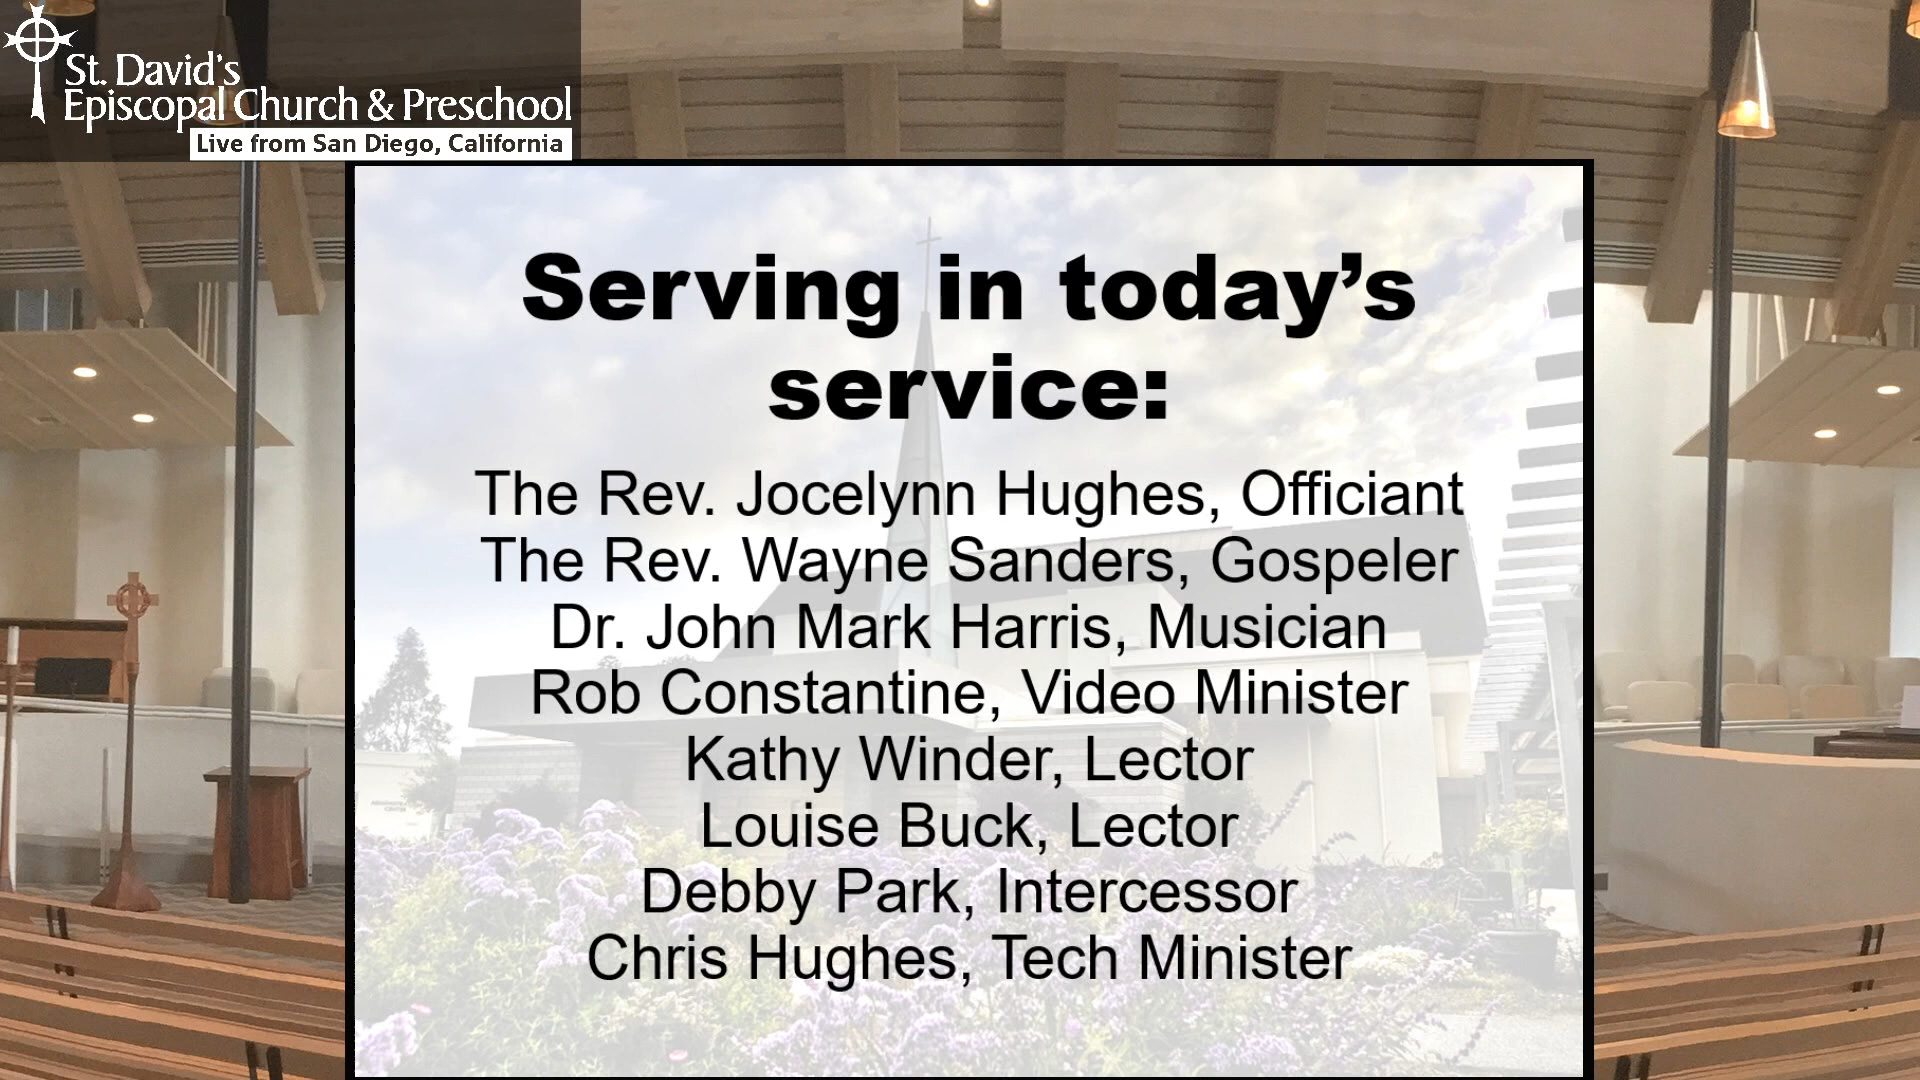 St. David's
Episcopal Church & Preschool
Live from San Diego, California
Serving in today’s
service:
The Rev. Jocelynn Hughes, Officiant
The Rev. Wayne Sanders, Gospeler
Dr. John Mark Harris, Musician
Rob Constantine, Video Minister
Kathy Winder, Lector
Louise Buck, Lector
Debby Park, Intercessor
Chris Hughes, Tech Minister